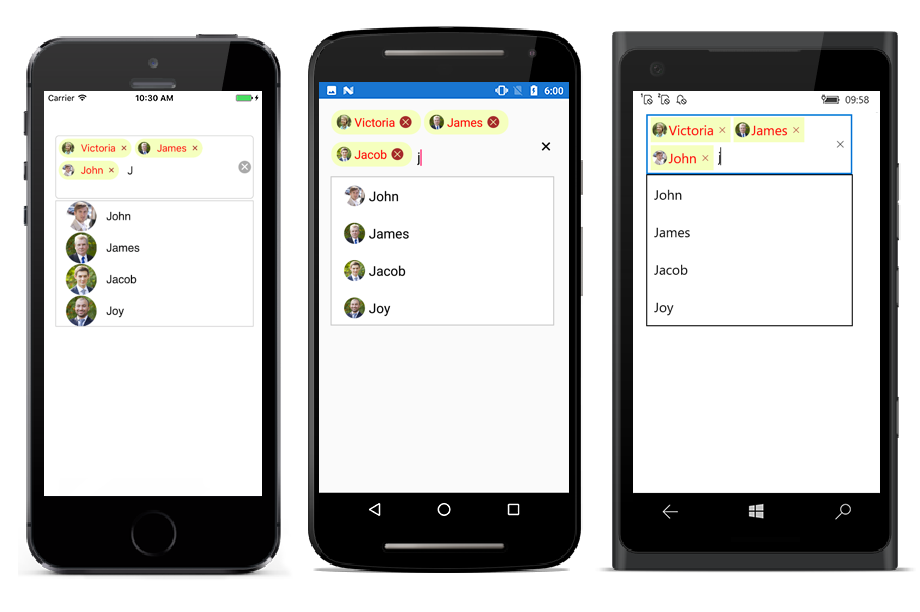 Carrier 10:30 AM
Victoria × James ×
John × J
John
James
Jacob
Joy
6:00
Victoria James
Jacob j
John
James
Jacob
Joy
09:58
Victoria × James ×
John × j
John
James
Jacob
Joy